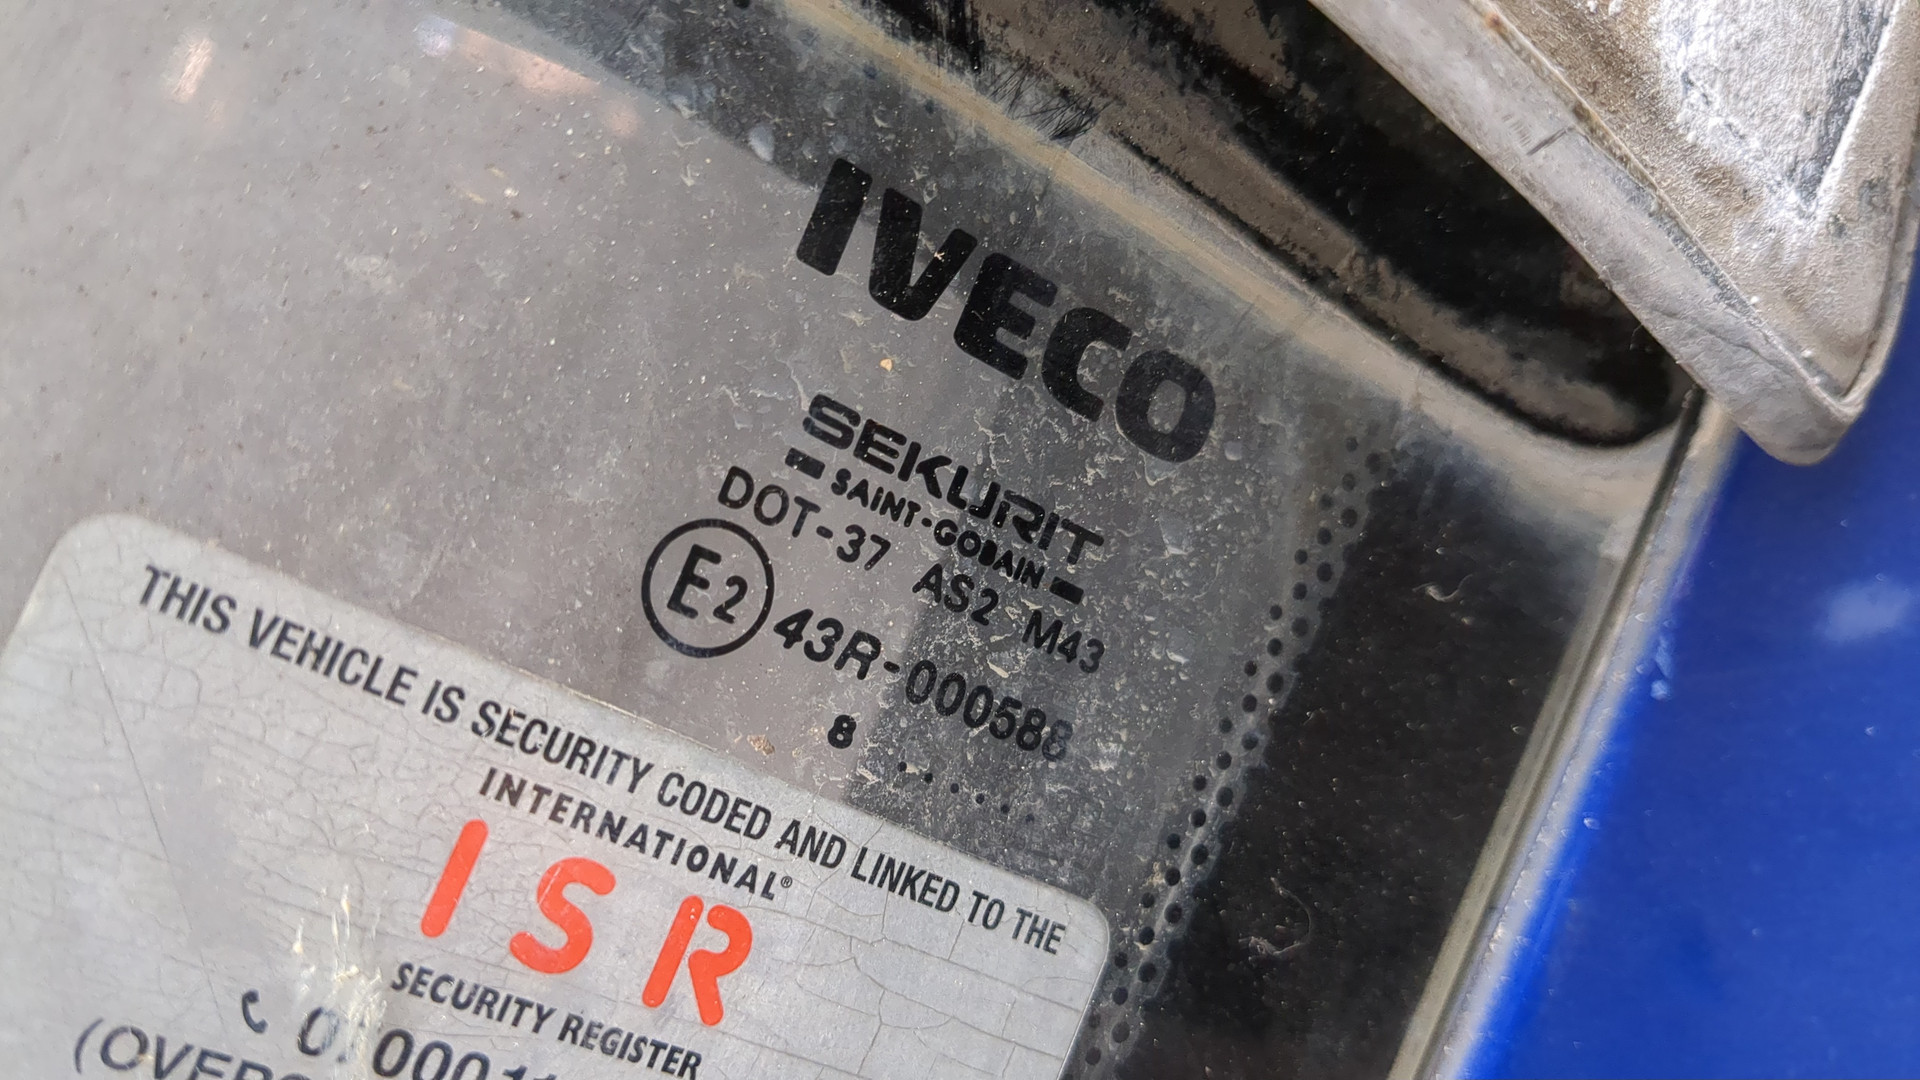 IVECO
SEKURIT
SAINT-GOBAIN
DOT-37 AS2 M43
E2 43R-000588
8 .. ....
THIS VEHICLE IS SECURITY CODED AND LINKED TO THE
INTERNATIONAL®
ISR
SECURITY REGISTER